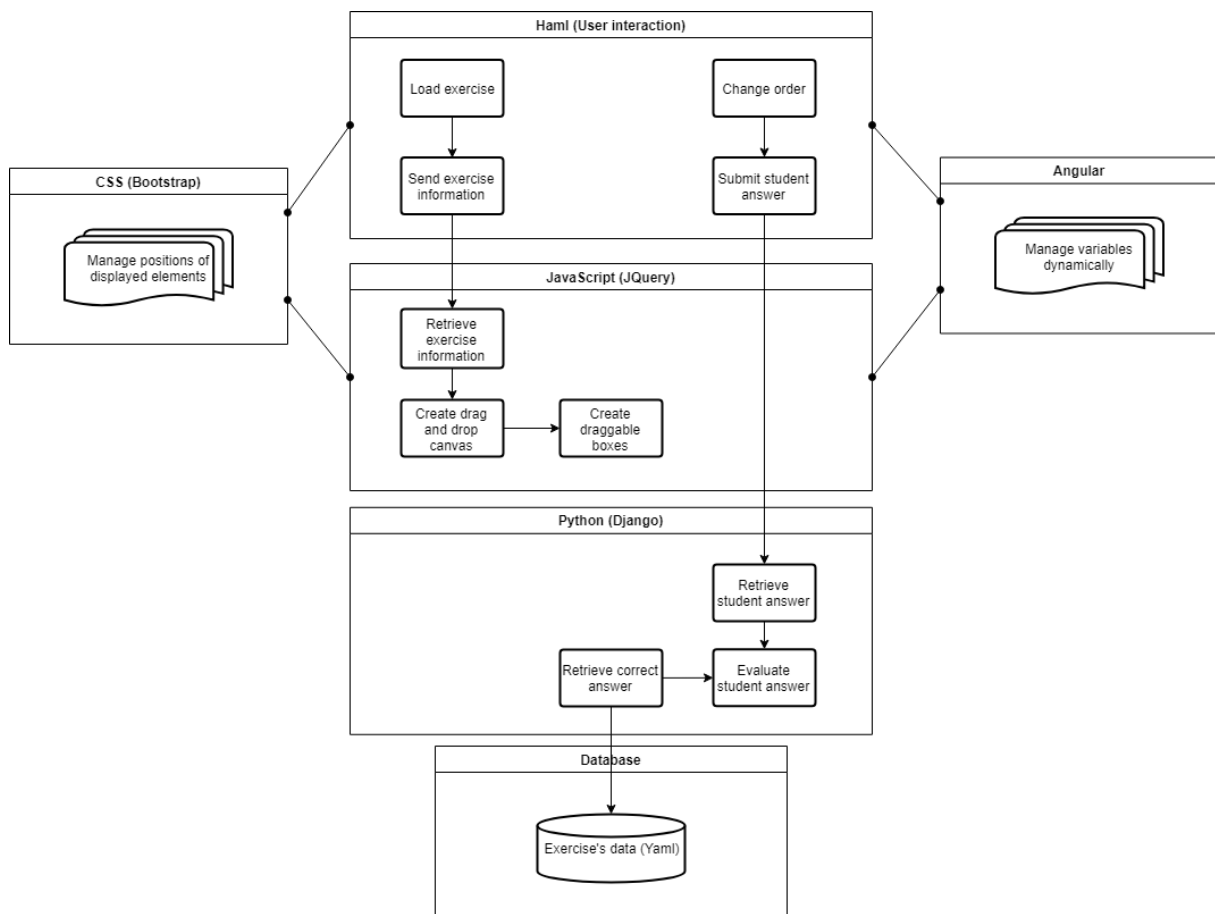 Haml (User interaction)
Load exercise
Change order
Send exercise
information
Submit student
answer
CSS (Bootstrap)
Manage positions of
displayed elements
Angular
Manage variables
dynamically
JavaScript (JQuery)
Retrieve
exercise
information
Create drag
and drop
canvas
Create
draggable
boxes
Python (Django)
Retrieve
student answer
Retrieve correct
answer
Evaluate
student answer
Database
Exercise's data (Yaml)